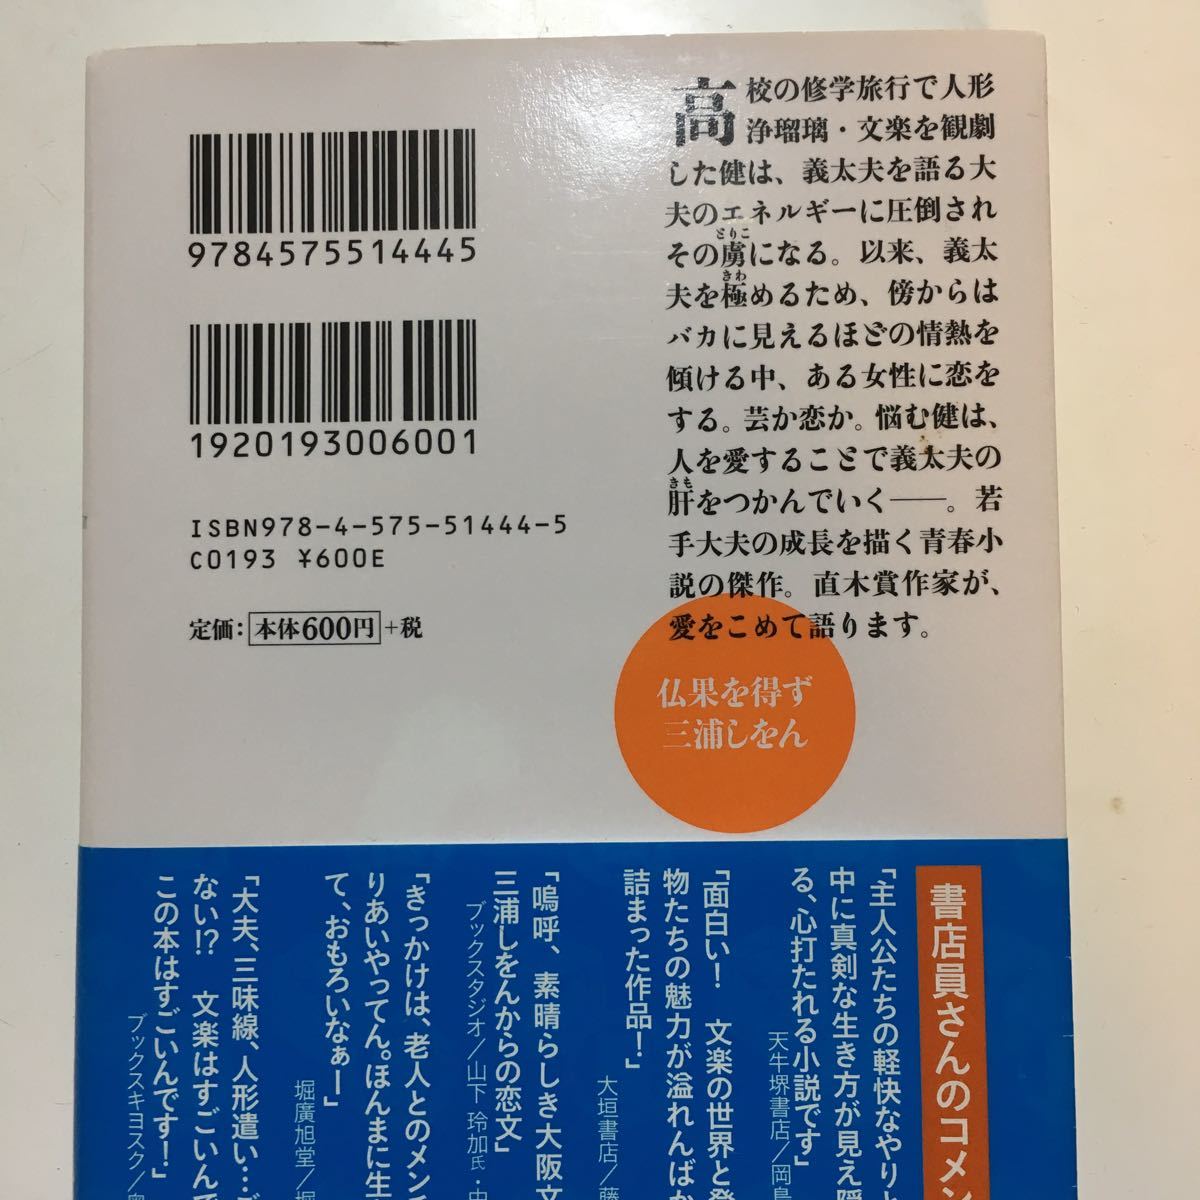 高校の修学旅行で人形
浄瑠璃・文楽を観劇
した健は、義太夫を語る大
夫のエネルギーに圧倒され
とりこ
その虜になる。以来、義太
きわ
夫を極めるため、傍からは
バカに見えるほどの情熱を
傾ける中、ある女性に恋を
する。芸か恋か。悩む健は、
人を愛することで義太夫の
きも
肝をつかんでいく――。若
手大夫の成長を描く青春小
説の傑作。直木賞作家が、
愛をこめて語ります。
9784575514445
1920193006001
ISBN978-4-575-51444-5
C0193 ¥600E
定価:本体600円+税
仏果を得ず
三浦しをん
書店員さんのコメン
「主人公たちの軽快なやりと
中に真剣な生き方が見え隠
る、心打たれる小説です」
天牛堺書店/岡島
「面白い! 文楽の世界と登
物たちの魅力が溢れんばか
詰まった作品!」
大垣書店/藤
「嗚呼、素晴らしき大阪文
三浦しをんからの恋文」
ブックスタジオ/山下 玲加氏・中
「きっかけは、老人とのメンチ
りあいやってん。ほんまに生
て、おもろいなぁー」
堀廣旭堂/堀
「大夫、三味線、人形遣い…ご
ない!? 文楽はすごいんで
この本はすごいんです!」
ブックスキヨスク/奥